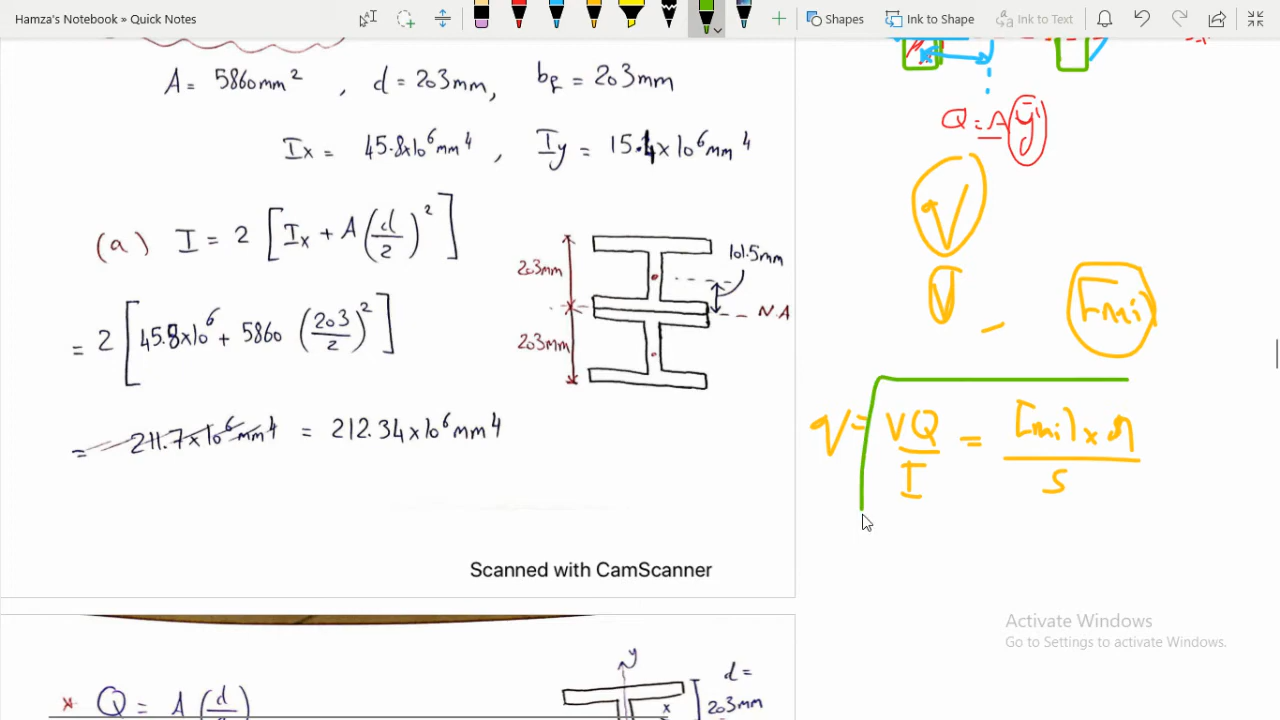 Hamza's Notebook » Quick Notes
Shapes
Ink to Shape
Ink to Text
A = 5860mm² , d = 203mm, bf = 203mm
Ix = 45.8x10⁶mm⁴ , Iy = 15.4x10⁶mm⁴
(a) I = 2 [Ix + A(d/2)²]
= 2 [45.8x10⁶ + 5860 (203/2)²]
= 211.7x10⁶mm⁴ = 212.34x10⁶mm⁴
203mm
203mm
101.5mm
N.A
Scanned with CamScanner
* Q = A (d/
y
x
d =
203mm
Q = A ȳ'
V
V
Fmi
q = VQ/I = Fmi) x n / s
Activate Windows
Go to Settings to activate Windows.